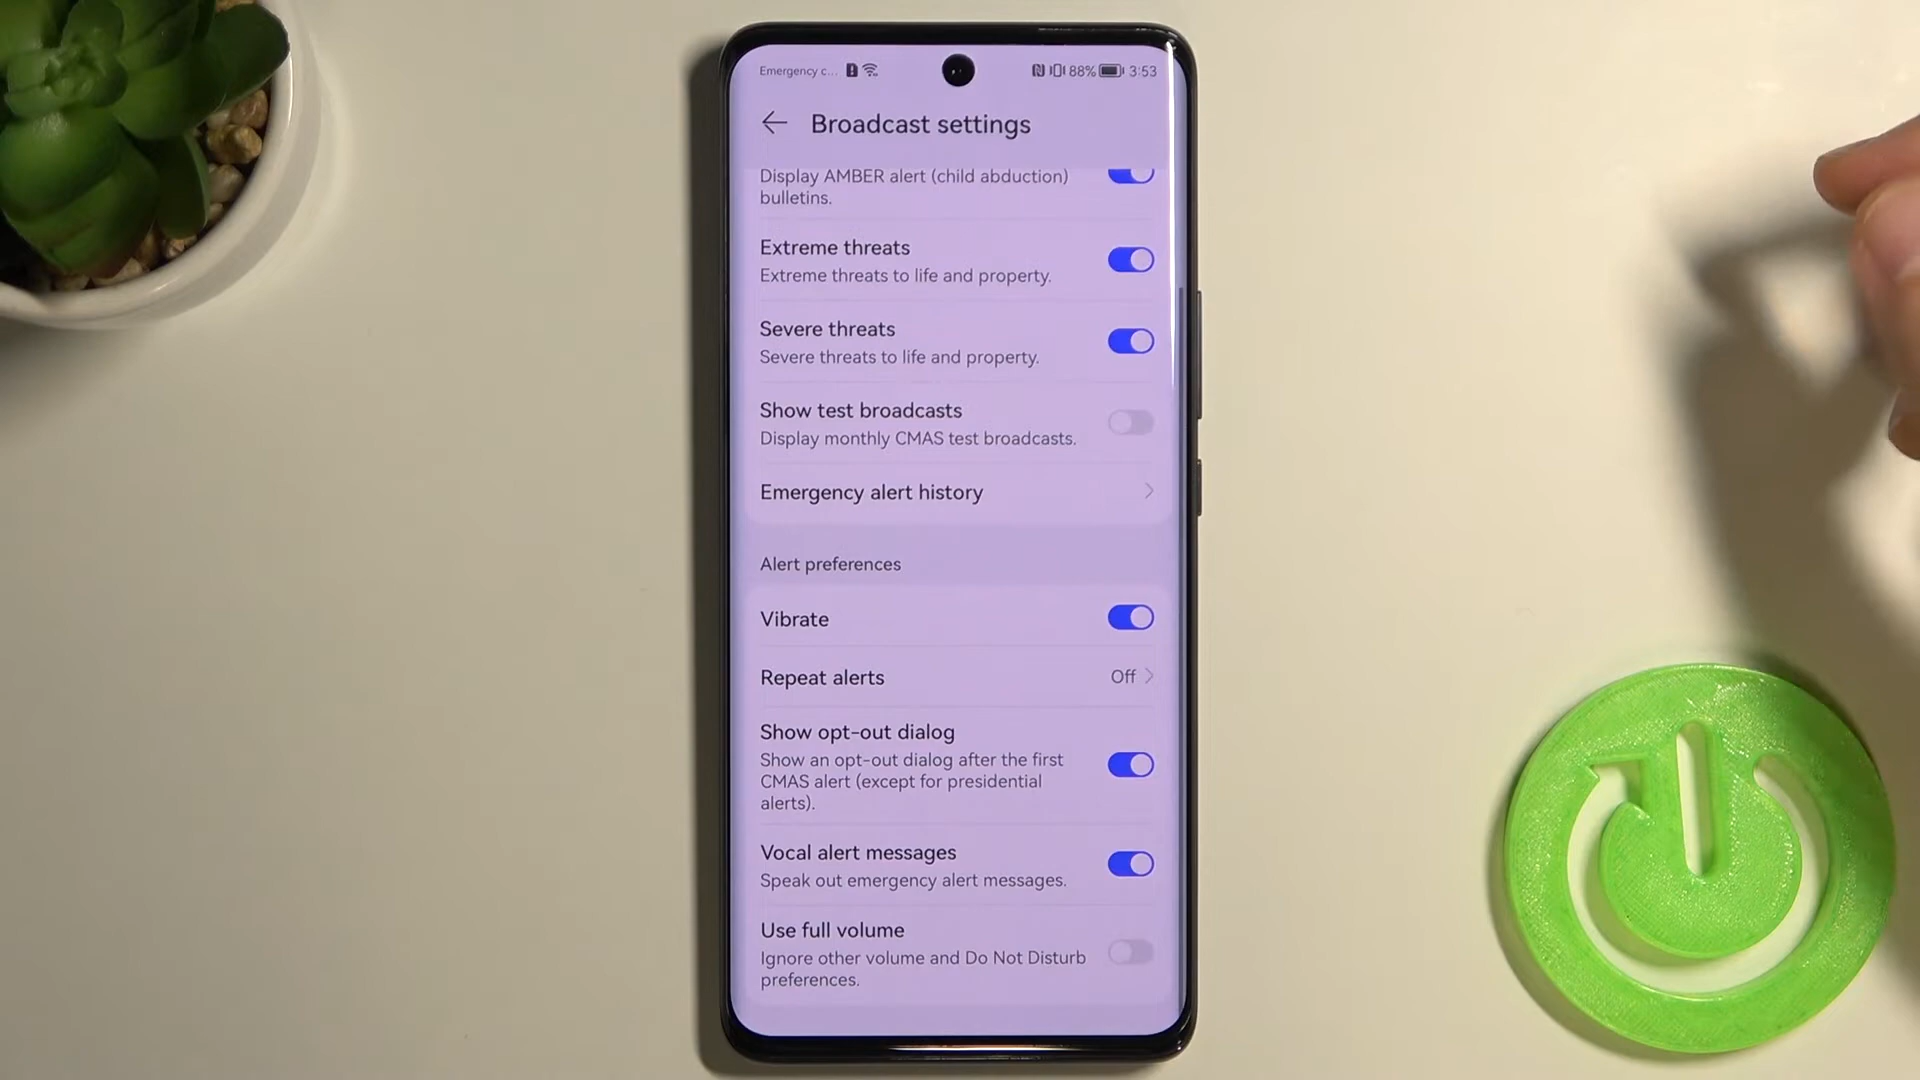 Emergency c... 88% 3:53
Broadcast settings
Display AMBER alert (child abduction)
bulletins.
Extreme threats
Extreme threats to life and property.
Severe threats
Severe threats to life and property.
Show test broadcasts
Display monthly CMAS test broadcasts.
Emergency alert history
Alert preferences
Vibrate
Repeat alerts Off
Show opt-out dialog
Show an opt-out dialog after the first
CMAS alert (except for presidential
alerts).
Vocal alert messages
Speak out emergency alert messages.
Use full volume
Ignore other volume and Do Not Disturb
preferences.